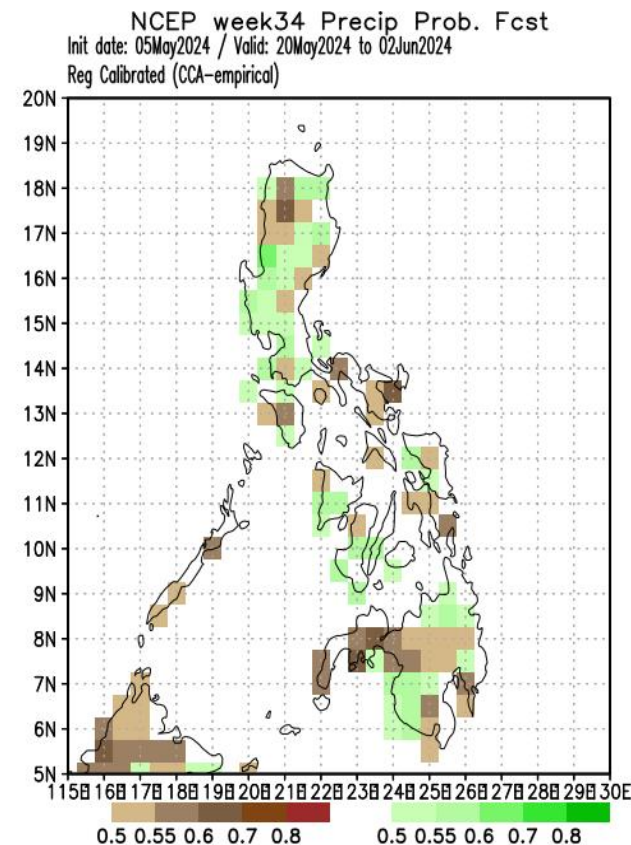 NCEP week34 Precip Prob. Fcst
Init date: 05May2024 / Valid: 20May2024 to 02Jun2024
Reg Calibrated (CCA-empirical)
20N
19N
18N
17N
16N
15N
14N
13N
12N
11N
10N
9N
8N
7N
6N
5N
115E 116E 117E 118E 119E 120E 121E 122E 123E 124E 125E 126E 127E 128E 129E 130E
0.5 0.55 0.6 0.7 0.8 0.5 0.55 0.6 0.7 0.8